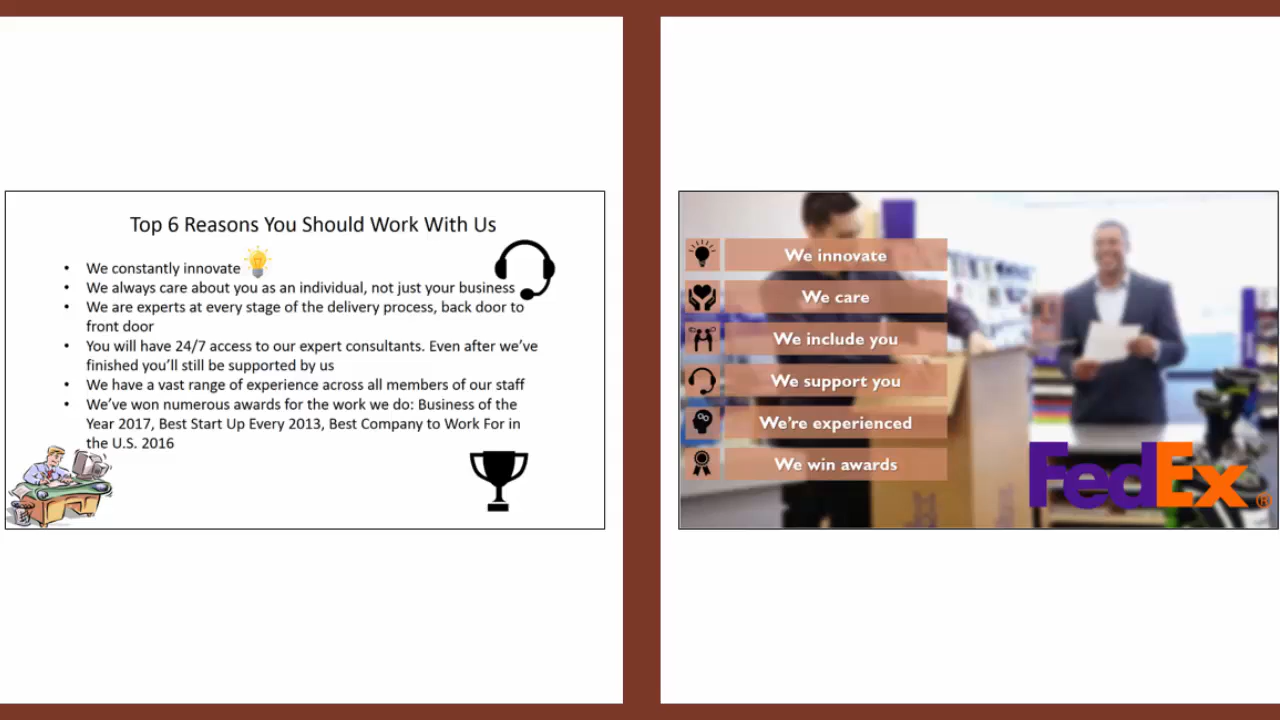 Top 6 Reasons You Should Work With Us
• We constantly innovate
• We always care about you as an individual, not just your business
• We are experts at every stage of the delivery process, back door to
front door
• You will have 24/7 access to our expert consultants. Even after we've
finished you'll still be supported by us
• We have a vast range of experience across all members of our staff
• We've won numerous awards for the work we do: Business of the
Year 2017, Best Start Up Every 2013, Best Company to Work For in
the U.S. 2016
We innovate
We care
We include you
We support you
We're experienced
We win awards
FedEx®